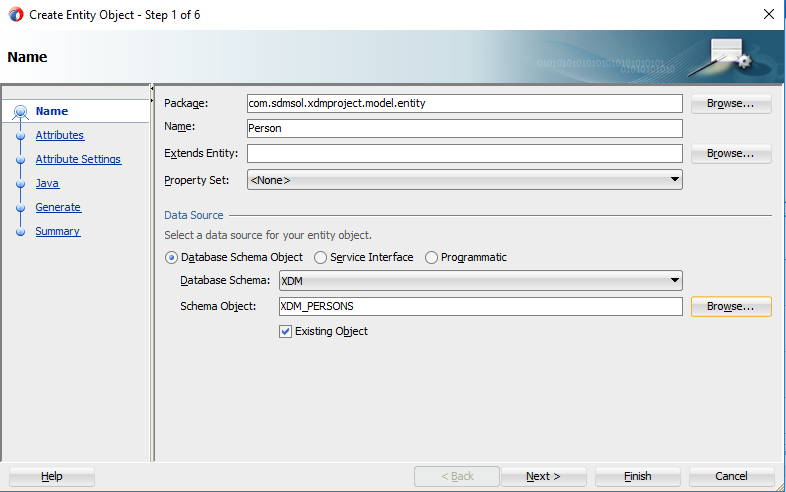 Create Entity Object - Step 1 of 6
Name
010101010101010101010
0101010101
Name
Attributes
Attribute Settings
Java
Generate
Summary
Package: com.sdmsol.xdmproject.model.entity Browse...
Name: Person
Extends Entity: Browse...
Property Set: <None>
Data Source
Select a data source for your entity object.
Database Schema Object Service Interface Programmatic
Database Schema: XDM
Schema Object: XDM_PERSONS Browse...
Existing Object
Help < Back Next > Finish Cancel